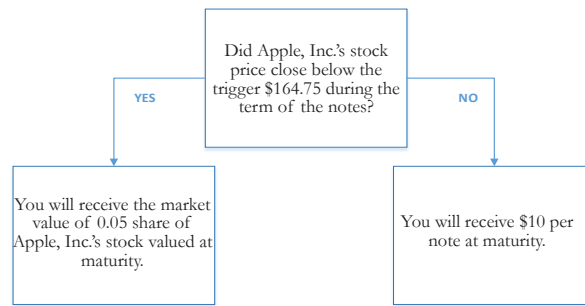 Did Apple, Inc.'s stock
price close below the
trigger $164.75 during the
term of the notes?
YES
NO
You will receive the market
value of 0.05 share of
Apple, Inc.'s stock valued at
maturity.
You will receive $10 per
note at maturity.